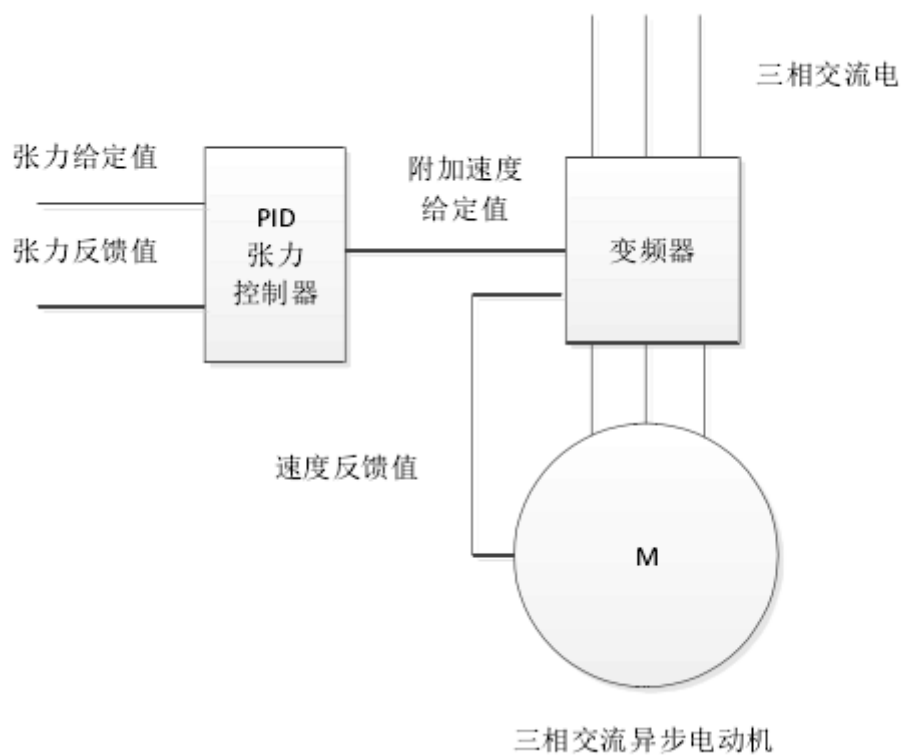 三相交流电
张力给定值
张力反馈值
PID
张力
控制器
附加速度
给定值
变频器
速度反馈值
M
三相交流异步电动机